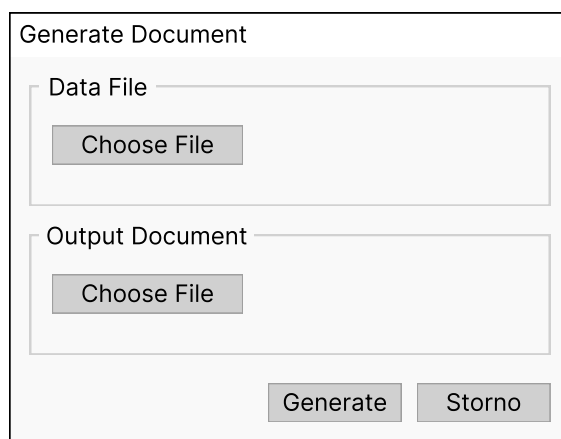 Generate Document
Data File
Choose File
Output Document
Choose File
Generate Storno